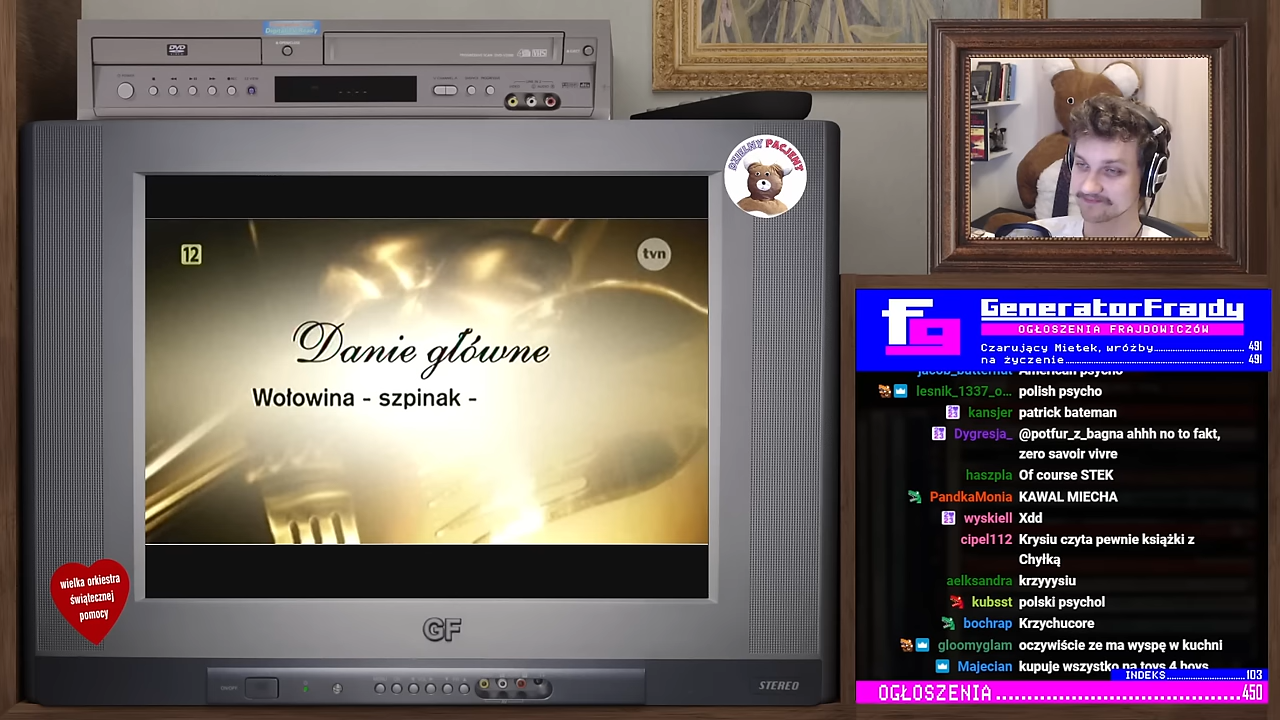 DVD
VHS
DZIELNY PACJENT
12
tvn
Danie główne
Wołowina - szpinak -
wielka orkiestra
świątecznej
pomocy
GF
STEREO
fg
GeneratorFrajdy
OGŁOSZENIA FRAJDOWICZÓW
Czarujący Mietek, wróżby 491
na życzenie 491
jacob_butternut American psycho
lesnik_1337_o... polish psycho
kansjer patrick bateman
Dygresja_ @potfur_z_bagna ahhh no to fakt,
zero savoir vivre
haszpla Of course STEK
PandkaMonia KAWAL MIECHA
wyskiell Xdd
cipel112 Krysiu czyta pewnie książki z
Chyłką
aelksandra krzyyysiu
kubsst polski psychol
bochrap Krzychucore
gloomyglam oczywiście ze ma wyspę w kuchni
Majecian kupuje wszystko na toys 4 boys
INDEKS 103
OGŁOSZENIA 450